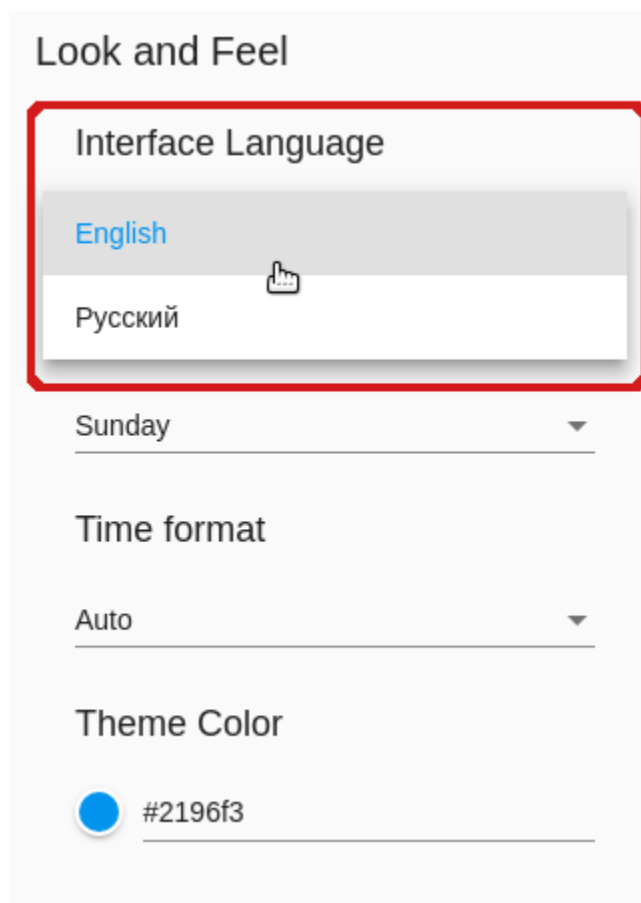 Look and Feel
Interface Language
English
Русский
Sunday
Time format
Auto
Theme Color
#2196f3